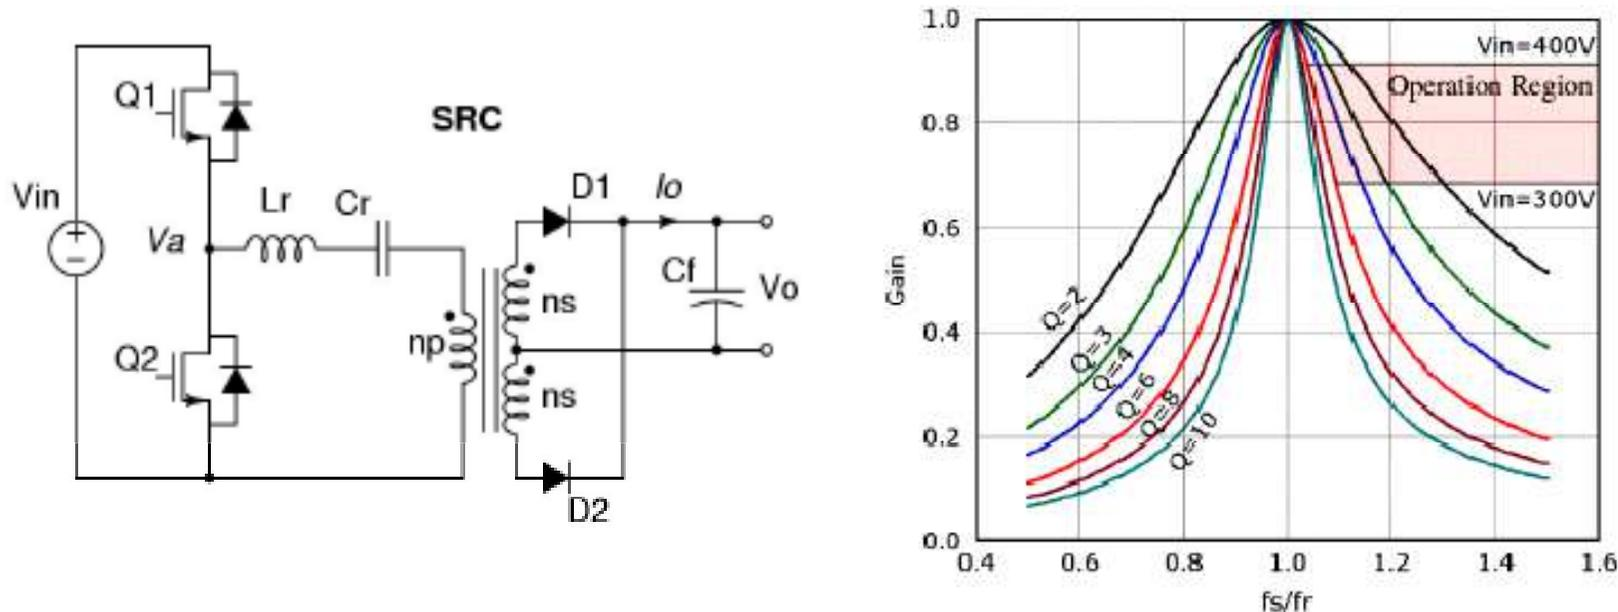 SRC
Q1
Vin
Va
Lr
Cr
D1
Io
Cf
Vo
np
ns
ns
Q2
D2
Gain
1.0
0.8
0.6
0.4
0.2
0.0
Vin=400V
Operation Region
Vin=300V
Q=2
Q=3
Q=4
Q=6
Q=8
Q=10
0.4 0.6 0.8 1.0 1.2 1.4 1.6
fs/fr